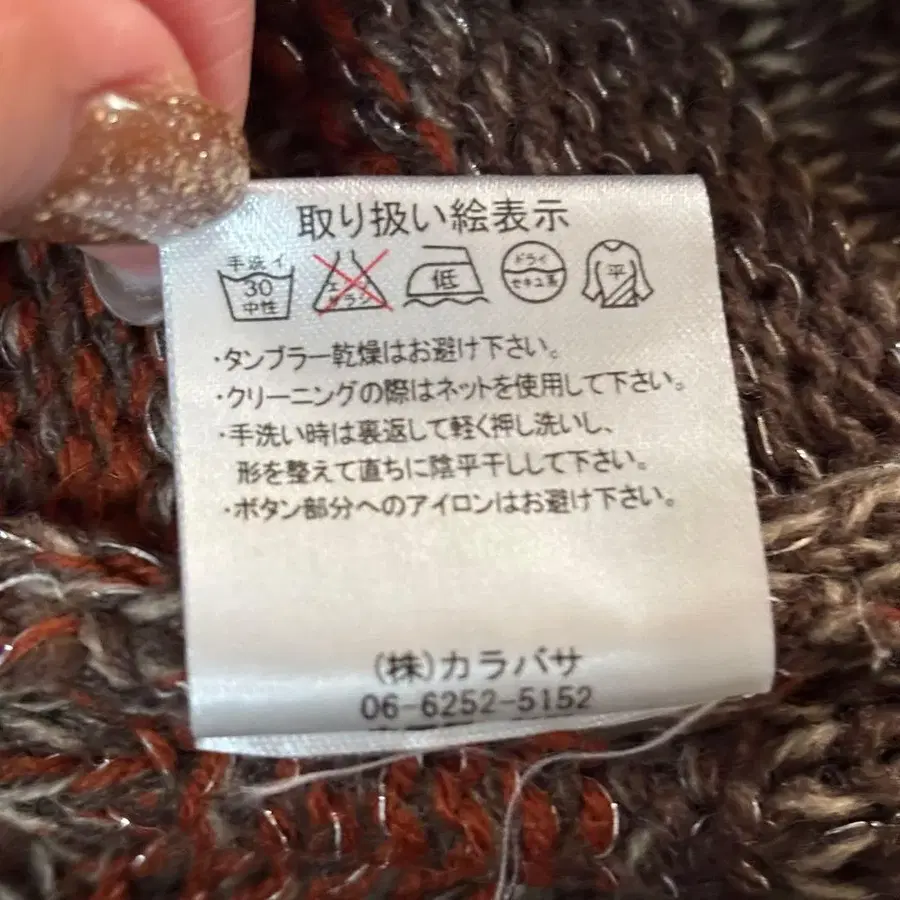 取り扱い絵表示
手洗イ 30 中性 エンソサラシ 低 ドライ セキユ系 平
・タンブラー乾燥はお避け下さい。
・クリーニングの際はネットを使用して下さい。
・手洗い時は裏返して軽く押し洗いし、
形を整えて直ちに陰平干しして下さい。
・ボタン部分へのアイロンはお避け下さい。
(株)カラバサ
06-6252-5152